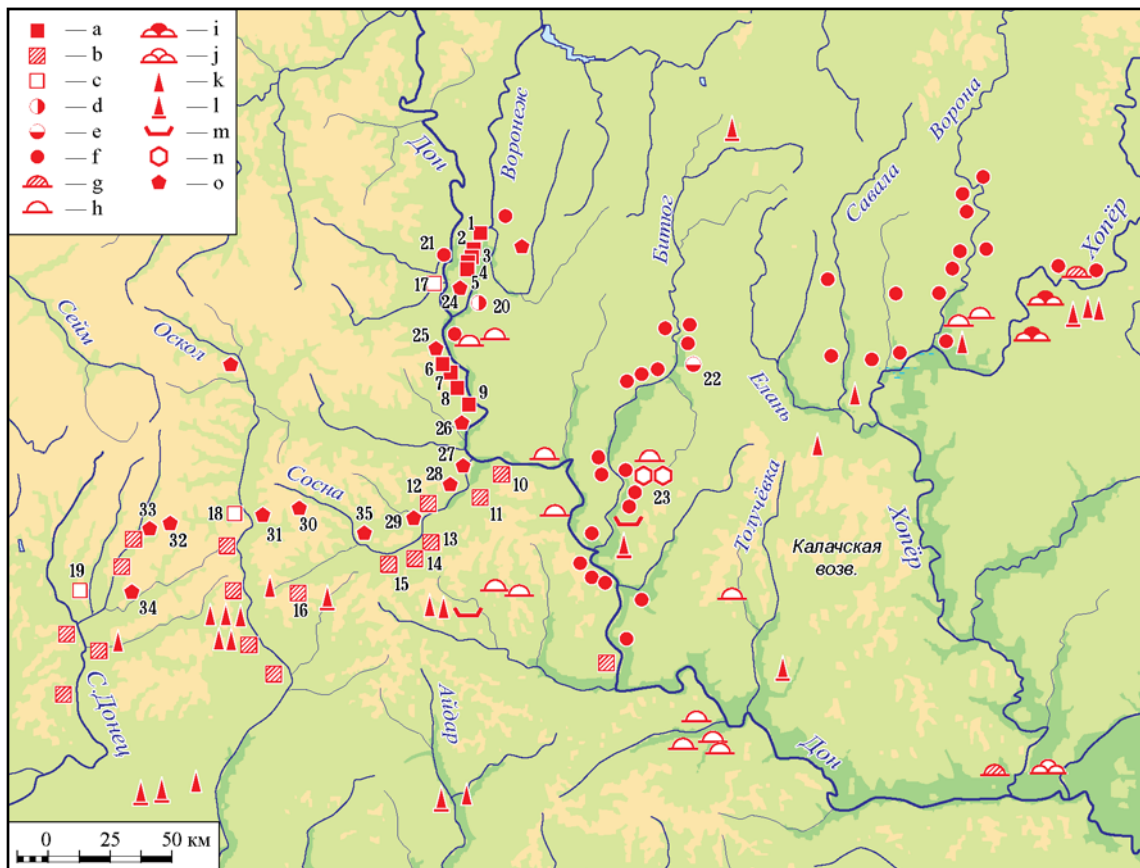 — a
— b
— c
— d
— e
— f
— g
— h
— i
— j
— k
— l
— m
— n
— o
Дон
Воронеж
Битюг
Савала
Ворона
Хопёр
Сейм
Оскол
Елань
Сосна
Толучёвка
Калачская
возв.
Хопёр
С.Донец
Айдар
Дон
1
2
3
4
5
21
17
24
20
25
6
7
8
9
26
22
27
28
10
12
11
23
18
31
30
35
29
13
14
15
33
32
19
34
16
0 25 50 км